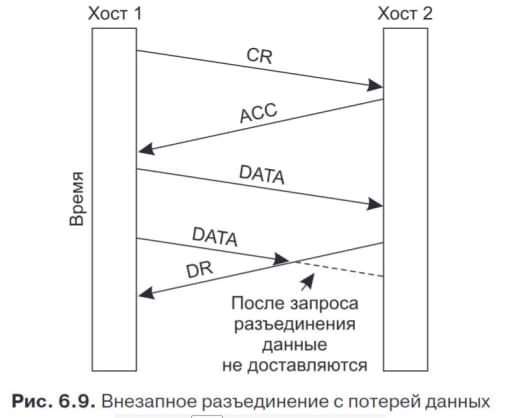 Хост 1
Хост 2
CR
ACC
DATA
Время
DATA
DR
После запроса
разъединения
данные
не доставляются
Рис. 6.9. Внезапное разъединение с потерей данных